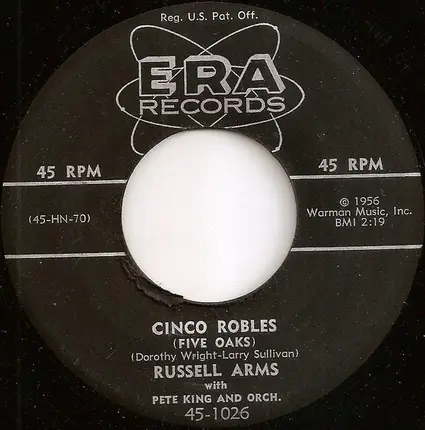 Reg. U.S. Pat. Off.
ERA
RECORDS
45 RPM
45 RPM
(45-HN-70)
© 1956
Warman Music, Inc.
BMI 2:19
CINCO ROBLES
(FIVE OAKS)
(Dorothy Wright-Larry Sullivan)
RUSSELL ARMS
with
PETE KING AND ORCH.
45-1026